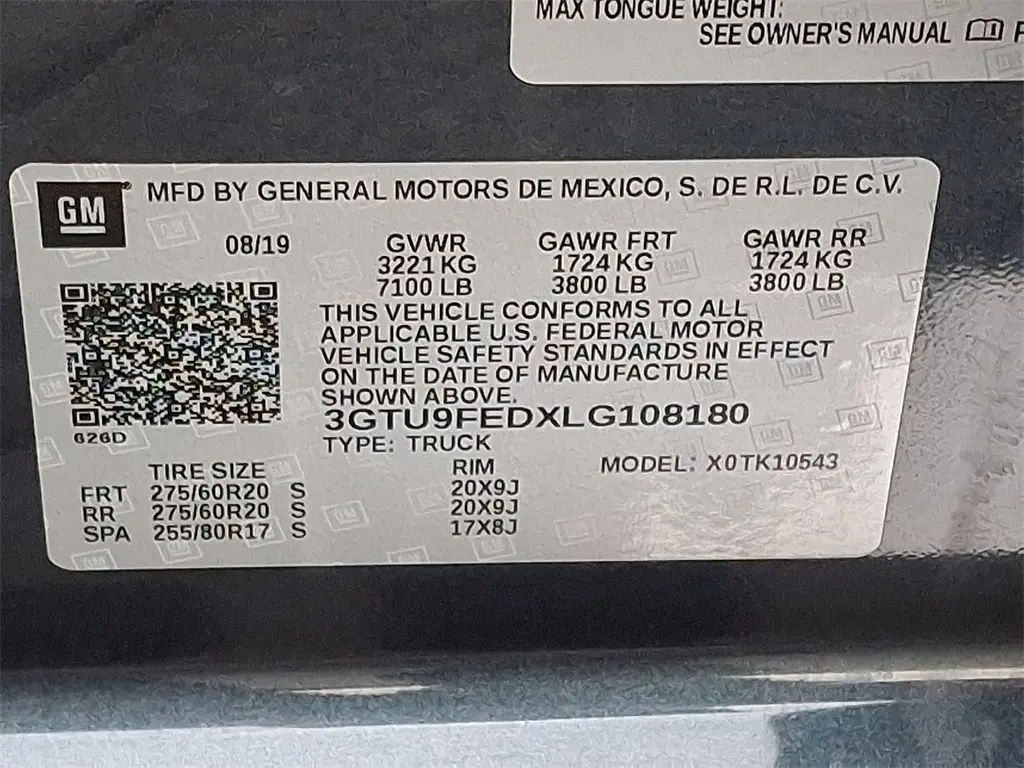 MAX TONGUE WEIGHT:
SEE OWNER'S MANUAL
GM
MFD BY GENERAL MOTORS DE MEXICO, S. DE R.L. DE C.V.
08/19 GVWR GAWR FRT GAWR RR
3221 KG 1724 KG 1724 KG
7100 LB 3800 LB 3800 LB
THIS VEHICLE CONFORMS TO ALL
APPLICABLE U.S. FEDERAL MOTOR
VEHICLE SAFETY STANDARDS IN EFFECT
ON THE DATE OF MANUFACTURE
SHOWN ABOVE.
3GTU9FEDXLG108180
626D
TYPE: TRUCK
TIRE SIZE RIM MODEL: X0TK10543
FRT 275/60R20 S 20X9J
RR 275/60R20 S 20X9J
SPA 255/80R17 S 17X8J